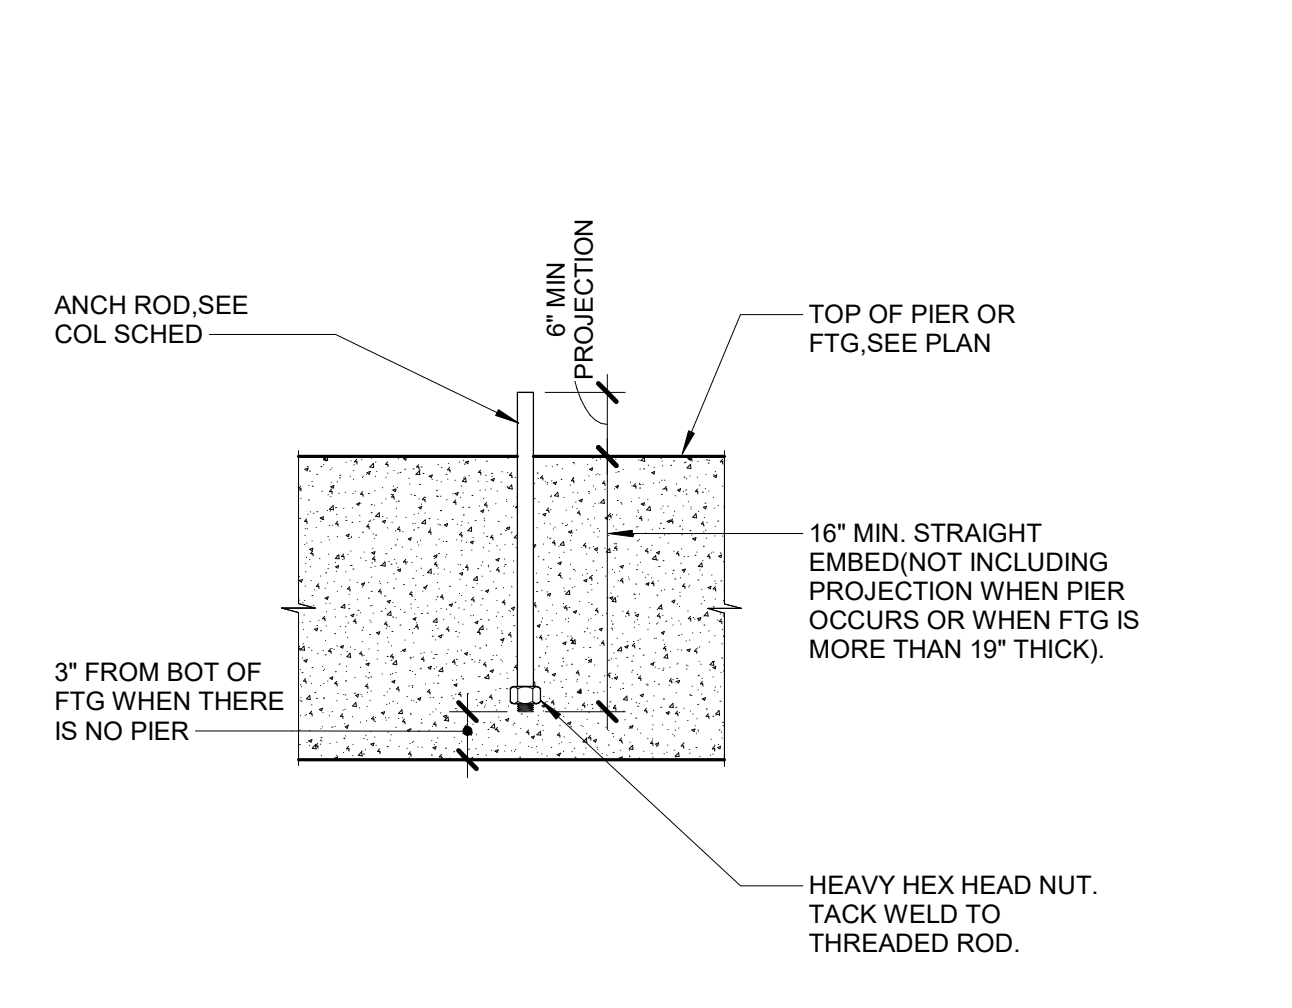 6" MIN
PROJECTION
ANCH ROD,SEE
COL SCHED
TOP OF PIER OR
FTG,SEE PLAN
16" MIN. STRAIGHT
EMBED(NOT INCLUDING
PROJECTION WHEN PIER
OCCURS OR WHEN FTG IS
MORE THAN 19" THICK).
3" FROM BOT OF
FTG WHEN THERE
IS NO PIER
HEAVY HEX HEAD NUT.
TACK WELD TO
THREADED ROD.